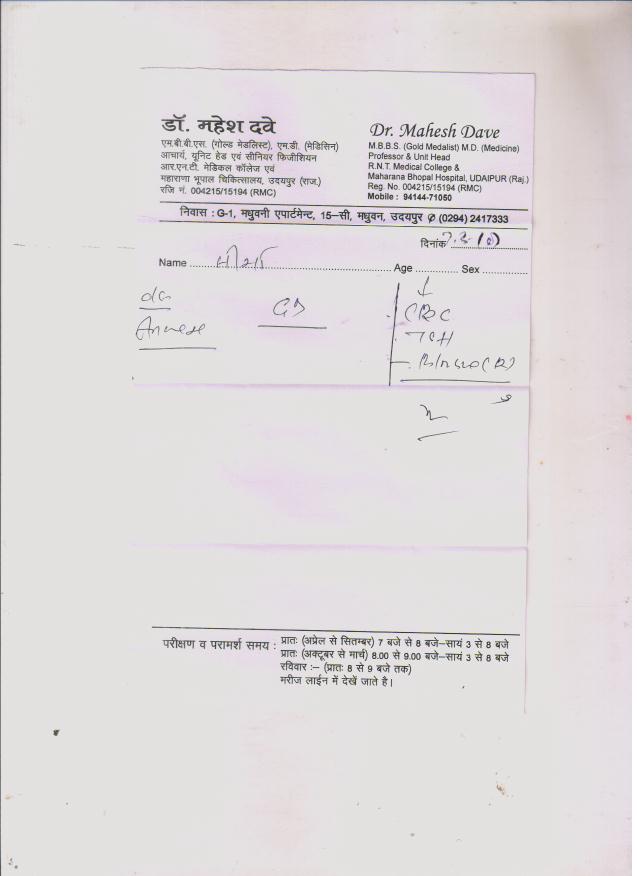 डॉ. महेश दवे
एम.बी.बी.एस. (गोल्ड मेडलिस्ट), एम.डी. (मेडिसिन)
आचार्य, यूनिट हेड एवं सीनियर फिजीशियन
आर.एन.टी. मेडिकल कॉलेज एवं
महाराणा भूपाल चिकित्सालय, उदयपुर (राज.)
रजि नं. 004215/15194 (RMC)
Dr. Mahesh Dave
M.B.B.S. (Gold Medalist) M.D. (Medicine)
Professor & Unit Head
R.N.T. Medical College &
Maharana Bhopal Hospital, UDAIPUR (Raj.)
Reg. No. 004215/15194 (RMC)
Mobile : 94144-71050
निवास : G-1, मधुवनी एपार्टमेन्ट, 15–सी, मधुवन, उदयपुर ✆ (0294) 2417333
दिनांक
Name Age Sex
CBC
परीक्षण व परामर्श समय : प्रातः (अप्रेल से सितम्बर) 7 बजे से 8 बजे–सायं 3 से 8 बजे
प्रातः (अक्टूबर से मार्च) 8.00 से 9.00 बजे–सायं 3 से 8 बजे
रविवार :– (प्रातः 8 से 9 बजे तक)
मरीज लाईन में देखें जाते है।